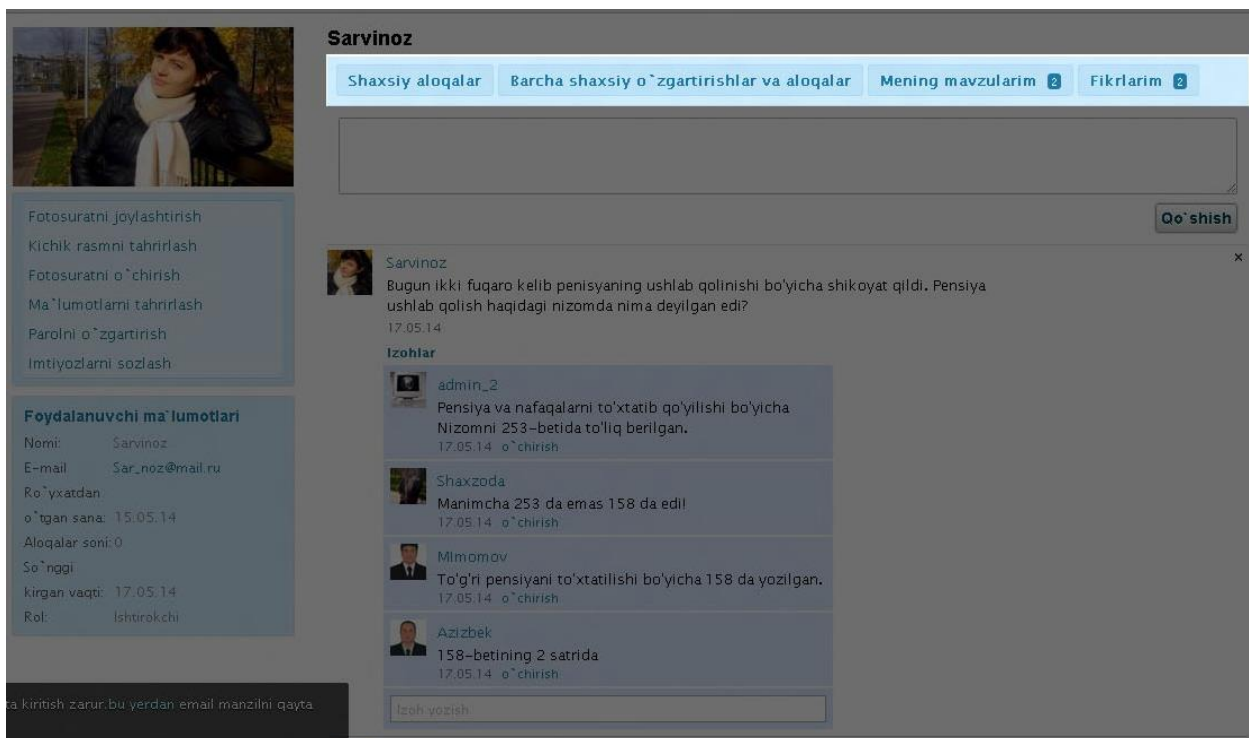 Sarvinoz
Shaxsiy aloqalar Barcha shaxsiy o`zgartirishlar va aloqalar Mening mavzularim 2 Fikrlarim 2
Qo`shish
Fotosuratni joylashtirish
Kichik rasmni tahrirlash
Fotosuratni o`chirish
Ma`lumotlarni tahrirlash
Parolni o`zgartirish
Imtiyozlarni sozlash
Foydalanuvchi ma`lumotlari
Nomi: Sarvinoz
E-mail Sar_noz@mail.ru
Ro`yxatdan
o`tgan sana: 15.05.14
Aloqalar soni: 0
So`nggi
kirgan vaqti: 17.05.14
Rol: Ishtirokchi
ta kiritish zarur.bu yerdan email manzilni qayta
Sarvinoz
×
Bugun ikki fuqaro kelib penisyaning ushlab qolinishi bo'yicha shikoyat qildi. Pensiya
ushlab qolish haqidagi nizomda nima deyilgan edi?
17.05.14
Izohlar
admin_2
Pensiya va nafaqalarni to'xtatib qo'yilishi bo'yicha
Nizomni 253-betida to'liq berilgan.
17.05.14 o`chirish
Shaxzoda
Manimcha 253 da emas 158 da edi!
17.05.14 o`chirish
MImomov
To'g'ri pensiyani to'xtatilishi bo'yicha 158 da yozilgan.
17.05.14 o`chirish
Azizbek
158-betining 2 satrida
17.05.14 o`chirish
Izoh yozish